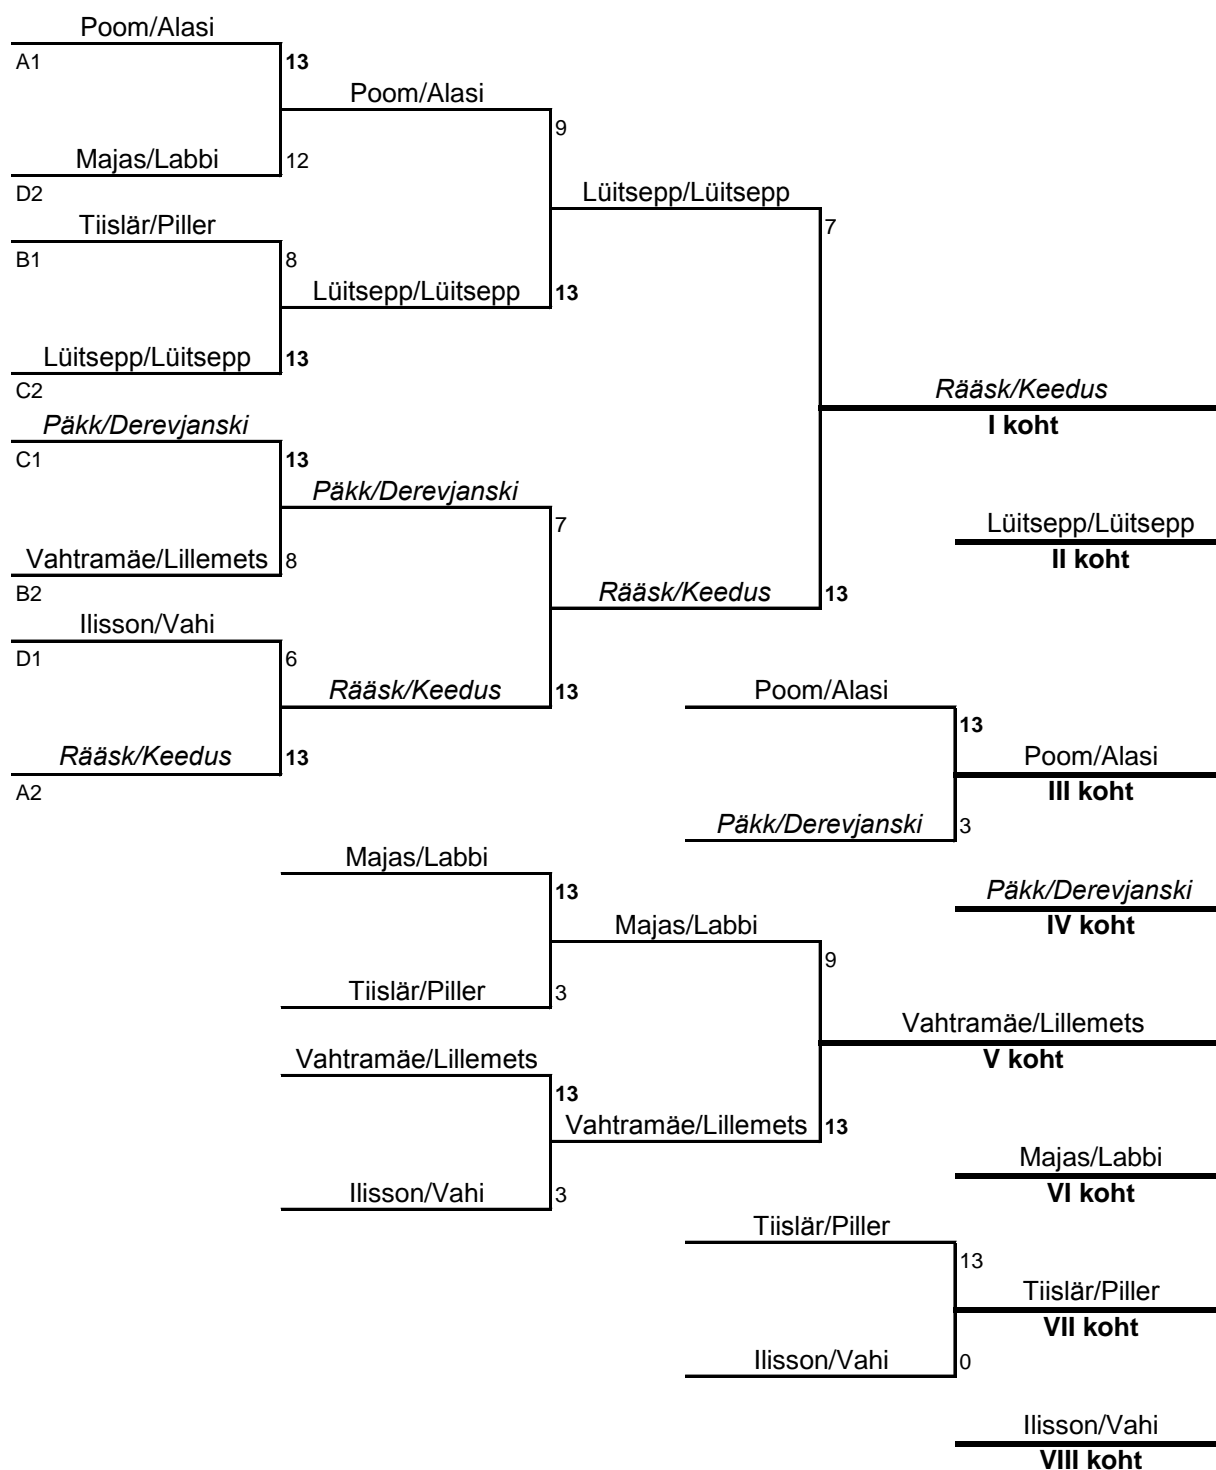 Poom/Alasi
A1
13
Poom/Alasi
9
Majas/Labbi
12
D2
Lüitsepp/Lüitsepp
7
Tiislär/Piller
B1
8
Lüitsepp/Lüitsepp
13
Lüitsepp/Lüitsepp
13
C2
Rääsk/Keedus
I koht
Päkk/Derevjanski
C1
13
Päkk/Derevjanski
7
Lüitsepp/Lüitsepp
II koht
Vahtramäe/Lillemets
8
B2
Rääsk/Keedus
13
Ilisson/Vahi
D1
6
Rääsk/Keedus
13
Poom/Alasi
13
Rääsk/Keedus
13
A2
Poom/Alasi
III koht
Päkk/Derevjanski
3
Majas/Labbi
13
Päkk/Derevjanski
IV koht
Majas/Labbi
9
Tiislär/Piller
3
Vahtramäe/Lillemets
V koht
Vahtramäe/Lillemets
13
Vahtramäe/Lillemets
13
Majas/Labbi
VI koht
Ilisson/Vahi
3
Tiislär/Piller
13
Tiislär/Piller
VII koht
Ilisson/Vahi
0
Ilisson/Vahi
VIII koht